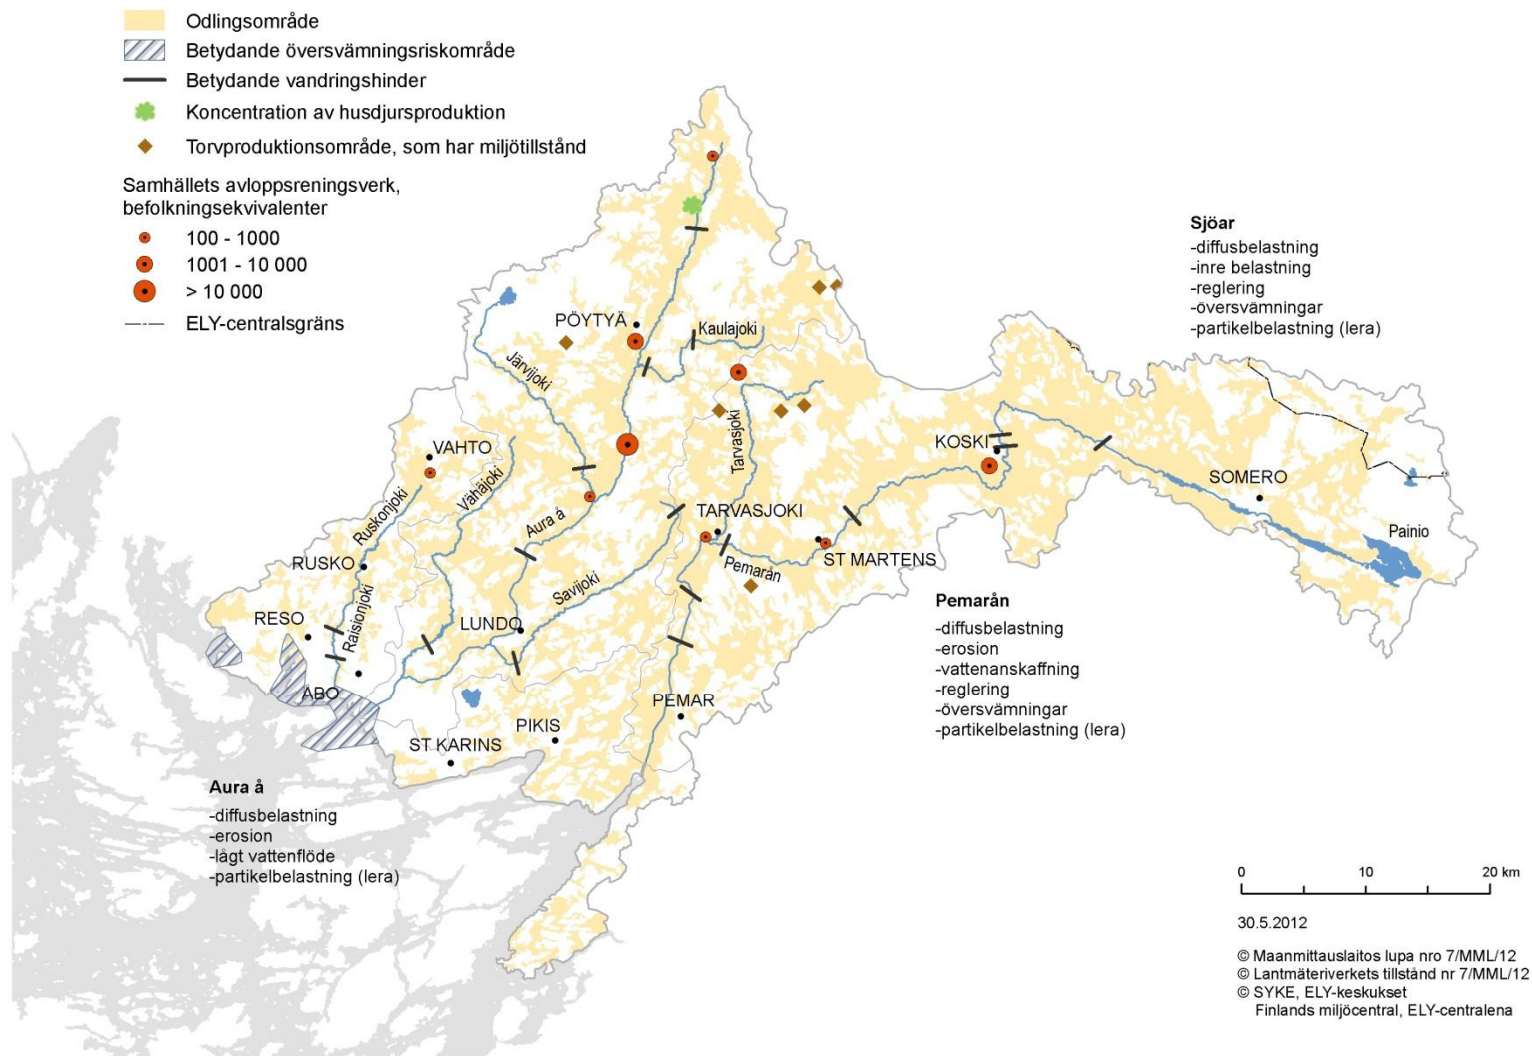 Odlingsområde
Betydande översvämningsriskområde
Betydande vandringshinder
Koncentration av husdjursproduktion
Torvproduktionsområde, som har miljötillstånd
Samhällets avloppsreningsverk,
befolkningsekvivalenter
100 - 1000
1001 - 10 000
> 10 000
ELY-centralsgräns
Sjöar
-diffusbelastning
-inre belastning
-reglering
-översvämningar
-partikelbelastning (lera)
PÖYTYÄ
Kaulajoki
Järvijoki
Tarvasjoki
VAHTO
Vähäjoki
KOSKI
SOMERO
Painio
Ruskonjoki
Aura å
TARVASJOKI
ST MARTENS
RUSKO
Pemarån
Savijoki
RESO
Raisionjoki
LUNDO
ÅBO
PEMAR
PIKIS
ST KARINS
Pemarån
-diffusbelastning
-erosion
-vattenanskaffning
-reglering
-översvämningar
-partikelbelastning (lera)
Aura å
-diffusbelastning
-erosion
-lågt vattenflöde
-partikelbelastning (lera)
0 10 20 km
30.5.2012
© Maanmittauslaitos lupa nro 7/MML/12
© Lantmäteriverkets tillstånd nr 7/MML/12
© SYKE, ELY-keskukset
Finlands miljöcentral, ELY-centralena